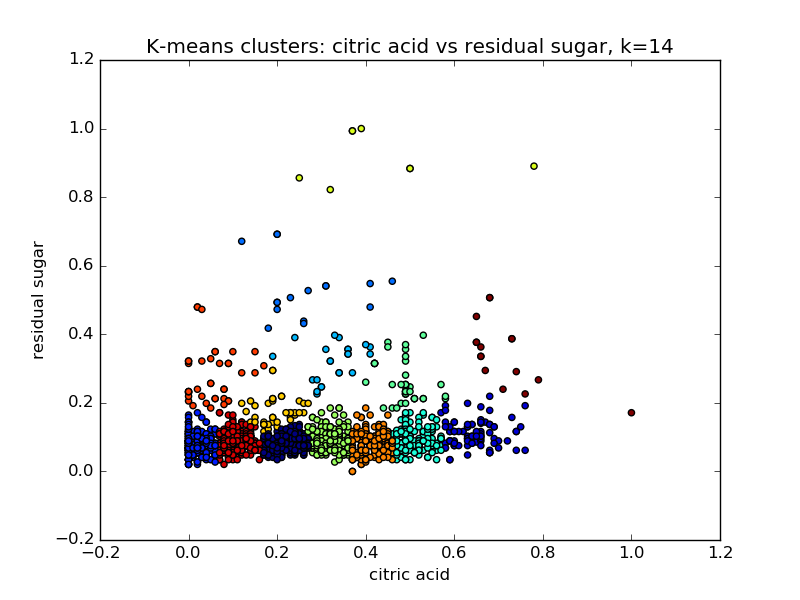 K-means clusters: citric acid vs residual sugar, k=14
1.2
1.0
0.8
0.6
0.4
0.2
0.0
−0.2
residual sugar
−0.2 0.0 0.2 0.4 0.6 0.8 1.0 1.2
citric acid